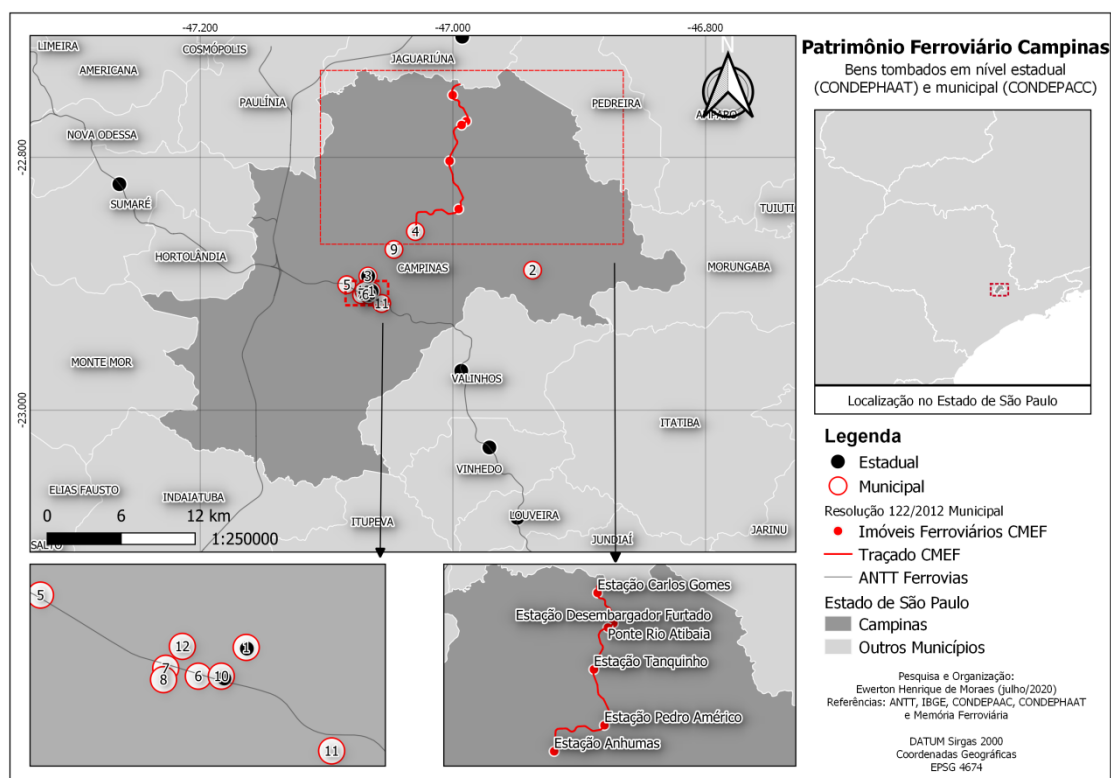 -47.200
-47.000
-46.800
LIMEIRA
COSMÓPOLIS
JAGUARIÚNA
AMERICANA
PAULÍNIA
PEDREIRA
AMPARO
N
NOVA ODESSA
-22.800
SUMARÉ
TUIUTI
4
HORTOLÂNDIA
9
CAMPINAS
2
MORUNGABA
3
5
6
1
11
MONTE MOR
VALINHOS
-23.000
ITATIBA
VINHEDO
ELIAS FAUSTO
INDAIATUBA
LOUVEIRA
0 6 12 km
ITUPEVA
1:250000
JARINU
SALTO
JUNDIAÍ
Patrimônio Ferroviário Campinas
Bens tombados em nível estadual
(CONDEPHAAT) e municipal (CONDEPACC)
Localização no Estado de São Paulo
Legenda
Estadual
Municipal
Resolução 122/2012 Municipal
Imóveis Ferroviários CMEF
Traçado CMEF
ANTT Ferrovias
Estado de São Paulo
Campinas
Outros Municípios
Pesquisa e Organização:
Ewerton Henrique de Moraes (julho/2020)
Referências: ANTT, IBGE, CONDEPAAC, CONDEPHAAT
e Memória Ferroviária
DATUM Sirgas 2000
Coordenadas Geográficas
EPSG 4674
5
12
1
7
8
6
10
11
Estação Carlos Gomes
Estação Desembargador Furtado
Ponte Rio Atibaia
Estação Tanquinho
Estação Pedro Américo
Estação Anhumas